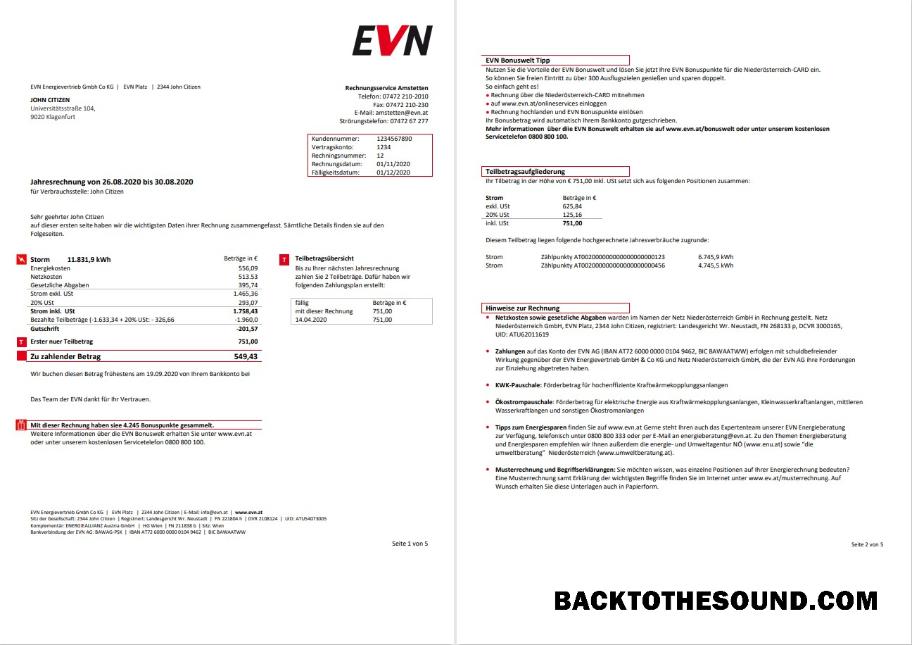 EVN
EVN Energievertrieb Gmbh Co KG | EVN Platz | 2344 John Citizen
JOHN CITIZEN
Universitätsstraße 104,
9020 Klagenfurt
Rechnungsgeservice Amstetten
Telefon: 07472 210-2010
Fax: 07472 210-230
E-Mail: amstetten@evn.at
Strörungstelefon: 07472 67 277
Kundennummer: 1234567890
Vertragskonto: 1234
Rechningsnummer: 12
Rechnungsdatum: 01/11/2020
Fälligkeitsdatum: 01/12/2020
Jahresrechnung von 26.08.2020 bis 30.08.2020
für Verbrauchsstelle: John Citizen
Sehr geehrter John Citizen
auf dieser ersten seite haben wir die wichtigsten Daten ihrer Rechnung zusammengefasst. Sämtliche Details finden sie auf den
Folgeseiten.
Storm 11.831,9 kWh Beträge in €
Energiekosten 556,09
Netzkosten 513,53
Gesetzliche Abgaben 395,74
Strom exkl. USt 1.465,36
20% USt 293,07
Strom inkl. USt 1.758,43
Bezahlte Teilbeträge (-1.633,34 + 20% USt: - 326,66 -1.960,0
Gutschrift -201,57
T Erster nuer Teilbetrag 751,00
Zu zahlender Betrag 549,43
T Teilbetragsübersicht
Bis zu Ihrer nächsten Jahresrechnung
zahlen Sie 2 Teilbeträge. Dafür haben wir
folgenden Zahlungsplan erstellt:
fällig Beträge in €
mit dieser Rechnung 751,00
14.04.2020 751,00
Wir buchen diesen Betrag frühestens am 19.09.2020 von Ihrem Bankkonto bei
Das Team der EVN dankt für Ihr Vertrauen.
Mit dieser Rechnung haben siee 4.245 Bonuspunkte gesammelt.
Weitere Informationen über die EVN Bonuswelt erhalten Sie unter www.evn.at
oder unter unserem kostenlosen Servicetelefon 0800 800 100.
EVN Energievertrieb Gmbh Co KG | EVN Platz | 2344 John Citizen | E-Mail: info@evn.at | www.evn.at
Sitz der Gesellschaft: 2344 John Citizen | Registriert: Landesgericht Wr. Neustadt | FN 221804 b | DVR 2108124 | UID: ATU54073005
Komplementär: ENERGIEALLIANZ Austria GmbH | HG Wien | FN 211838 b | Sitz: Wien
Bankverbindung der EVN AG: BAWAG-PSK | IBAN AT72 6000 0000 0104 9462 | BIC BAWAATWW
Seite 1 von 5
EVN Bonuswelt Tipp
Nutzen Sie die Vorteile der EVN Bonuswelt und lösen Sie jetzt Ihre EVN Bonuspunkte für die Niederösterreich-CARD ein.
So können Sie freien Eintritt zu über 300 Ausflugszielen genießen und sparen doppelt.
So einfach geht es!
• Rechnung über die Niederösterreich-CARD mitnehmen
• auf www.evn.at/onlineservices einloggen
• Rechnung hochlanden und EVN Bonuspunkte einlösen
Ihr Bonusbetrag wird automatisch Ihrem Bankkonto gutgeschrieben.
Mehr informationen über die EVN Bonuswelt erhalten sie auf www.evn.at/bonuswelt oder unter unserem kostenlosen
Servicetelefon 0800 800 100.
Teilbetragsaufgliederung
Ihr Tilbetrag in der Höhe von € 751,00 inkl. USt setzt sich aus folgenden Positionen zusammen:
Strom Beträge in €
exkl. USt 625,84
20% USt 125,16
inkl. USt 751,00
Diesem Teilbetrag liegen folgende hochgerechnete Jahresverbräuche zugrunde:
Strom Zählpunkty AT0020000000000000000000123 6.745,9 kWh
Strom Zählpunkty AT0020000000000000000000456 4.745,5 kWh
Hinweise zur Rechnung
• Netzkosten sowie gesetzliche Abgaben warden im Namen der Netz Niederösterreich GmbH in Rechnung gestellt. Netz
Niederösterreich GmbH, EVN Platz, 2344 John Citizen, registriert: Landesgericht Wr. Neustadt, FN 268133 p, DCVR 3000165,
UID: ATU62011619
• Zahlungen auf das Konto der EVN AG (IBAN AT72 6000 0000 0104 9462, BIC BAWAATWW) erfolgen mit schuldbefreiender
Wirkung gegenüber der EVN Energievertrieb GmbH & Co KG und Netz Niederösterreich GmbH, die der EVN AG ihre Forderungen
zur Einziehung abgetreten haben.
• KWK-Pauschale: Förderbetrag für hochenffiziente Kraftwärmekopplunggsanlangen
• Ökostrompauschale: Förderbetrag für elektrische Energie aus Kraftwärmekopplungsanlangen, Kleinwasserkraftanlangen, mittleren
Wasserkraftlangen und sonstigen Ökostromanlangen
• Tipps zum Energiesparen finden Sie auf www.evn.at Gerne steht Ihren auch das Expertenteam unserer EVN Energieberatung
zur Verfügung, telefonisch unter 0800 800 333 oder per E-Mail an energieberatung@evn.at. Zu den Themen Energieberatung
und Energiesparen empfehlen wir Ihnen außerdem die energie- und Umweltagentur NÖ (www.enu.at) sowie "die
umweltberatung" Niederösterreich (www.umweltberatung.at).
• Musterrechnung und Begriffserklärungen: Sie möchten wissen, was einzelne Positionen auf Ihrer Energierechnung bedeuten?
Eine Musterrechnung samt Erklärung der wichtigsten Begriffe finden Sie im Internet unter www.ev.at/musterrechnung. Auf
Wunsch erhalten Sie diese Unterlagen auch in Papierform.
Seite 2 von 5
BACKTOTHESOUND.COM